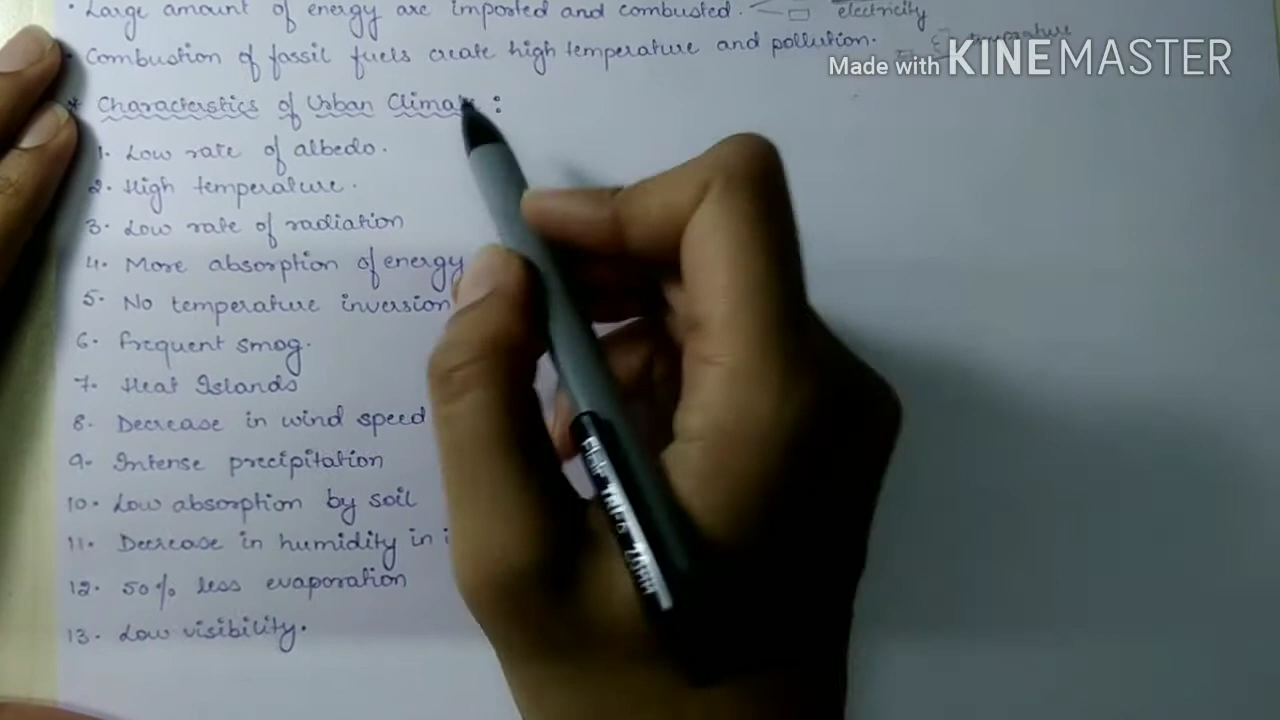 • Large amount of energy are imported and combusted. electricity
• Combustion of fossil fuels create high temperature and pollution. temperature
Made with KINEMASTER
* Characterstics of Urban Climate :
1. Low rate of albedo.
2. High temperature.
3. Low rate of radiation
4. More absorption of energy
5. No temperature inversion
6. Frequent smog.
7. Heat Islands
8. Decrease in wind speed
9. Intense precipitation
10. Low absorption by soil
11. Decrease in humidity in
12. 50% less evaporation
13. Low visibility.